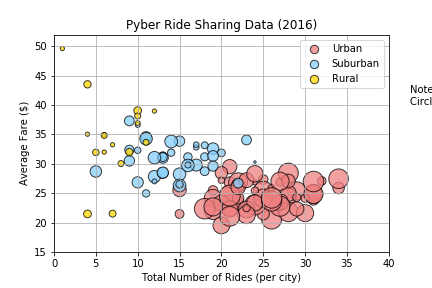 Pyber Ride Sharing Data (2016)
50
45
40
35
30
25
20
15
Average Fare ($)
0 5 10 15 20 25 30 35 40
Total Number of Rides (per city)
Urban
Suburban
Rural
Note
Circl